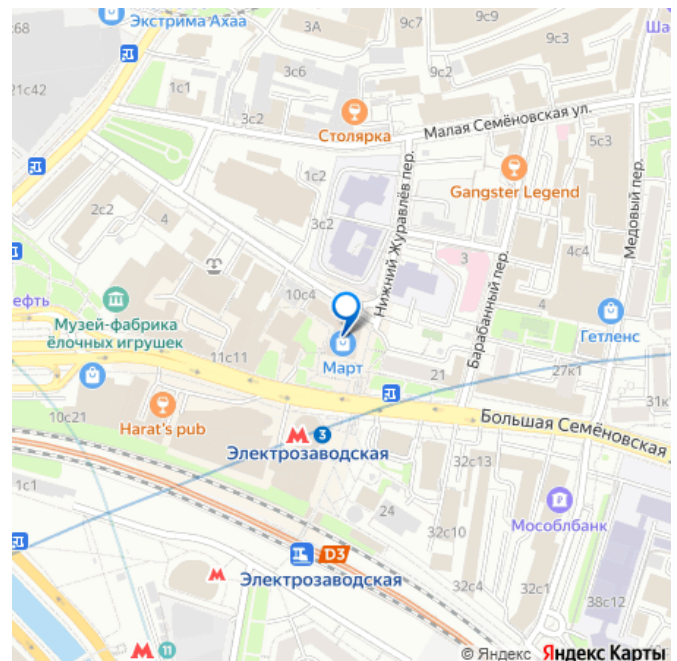 с68
Экстрима Ахаа
3А
9с7
9с6
9с3
Ша
1с1
3с6
9с2
21с42
3с2
Столярка
Малая Семёновская ул.
5с3
1с2
Gangster Legend
2с2
4
3с2
Нижний Журавлёв пер.
Барабанный пер.
Медовый пер.
3
4с4
ефть
10с4
4
Музей-фабрика
ёлочных игрушек
Гетленс
11с11
Март
21
27к1
31к
10с21
Harat's pub
Большая Семёновская
3
Электрозаводская
32с13
1с1
24
32с10
Мособлбанк
D3
Электрозаводская
32с4
32с1
38с12
11
© Яндекс Яндекс Карты